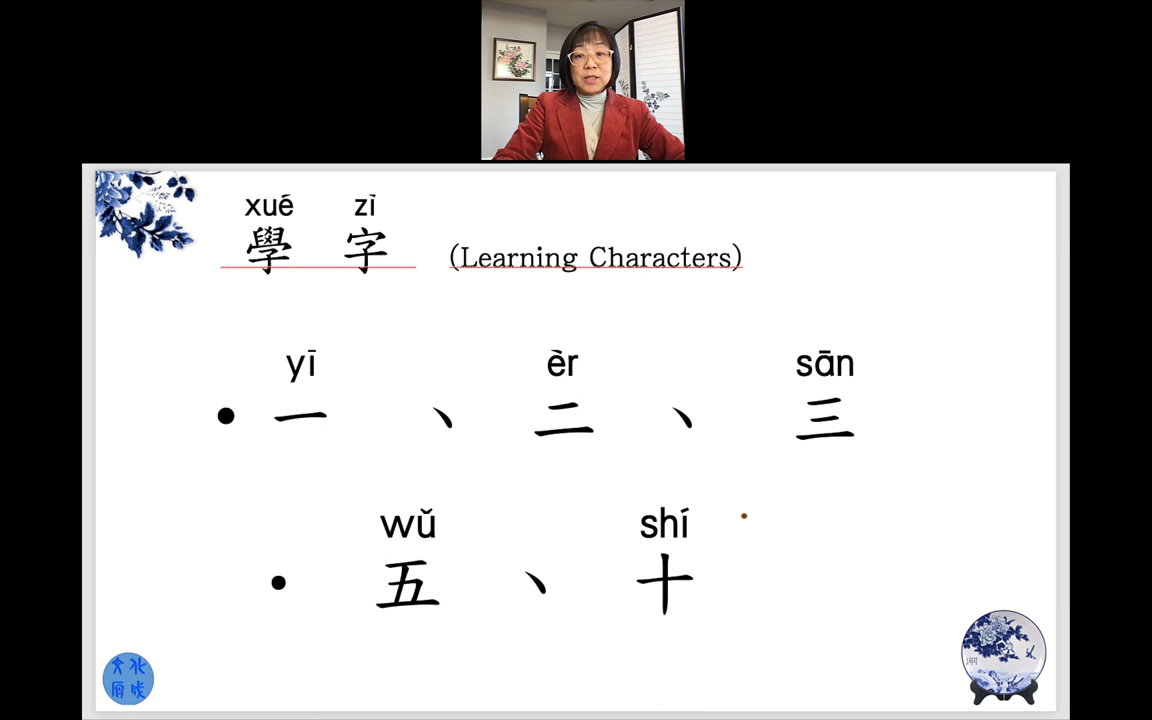 xué zì
學 字 (Learning Characters)
yī èr sān
• 一 、 二 、 三
wǔ shí
• 五 、 十